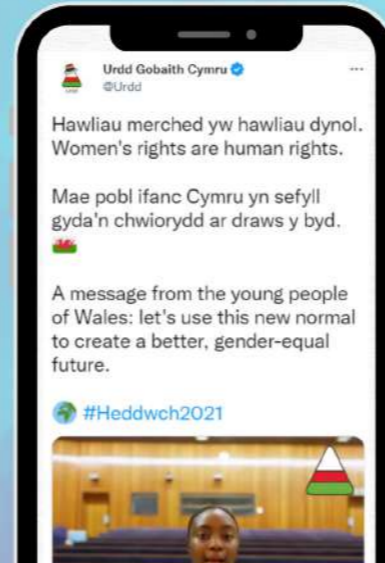 Urdd Gobaith Cymru
@Urdd
Hawliau merched yw hawliau dynol.
Women's rights are human rights.
Mae pobl ifanc Cymru yn sefyll
gyda'n chwiorydd ar draws y byd.
A message from the young people
of Wales: let's use this new normal
to create a better, gender-equal
future.
#Heddwch2021